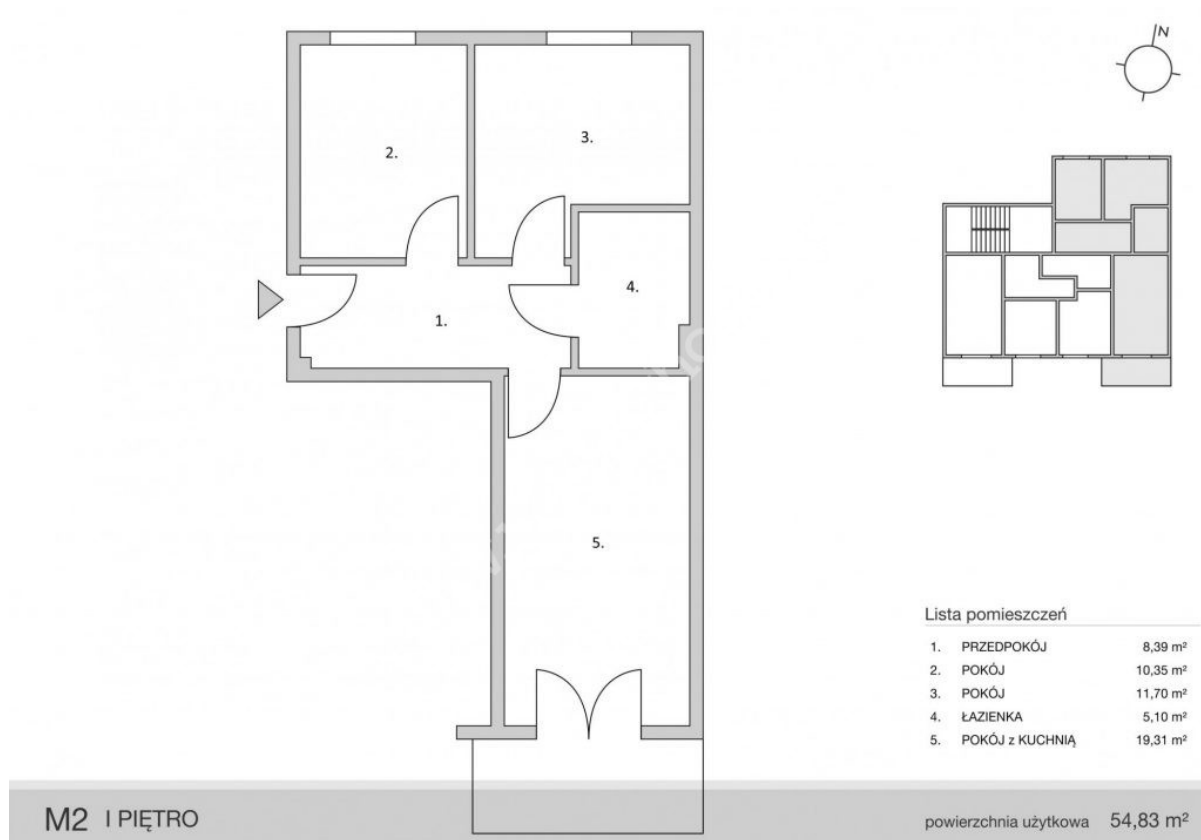 N
2.
3.
4.
1.
5.
Lista pomieszczeń
1. PRZEDPOKÓJ 8,39 m²
2. POKÓJ 10,35 m²
3. POKÓJ 11,70 m²
4. ŁAZIENKA 5,10 m²
5. POKÓJ z KUCHNIĄ 19,31 m²
M2 I PIĘTRO
powierzchnia użytkowa 54,83 m²